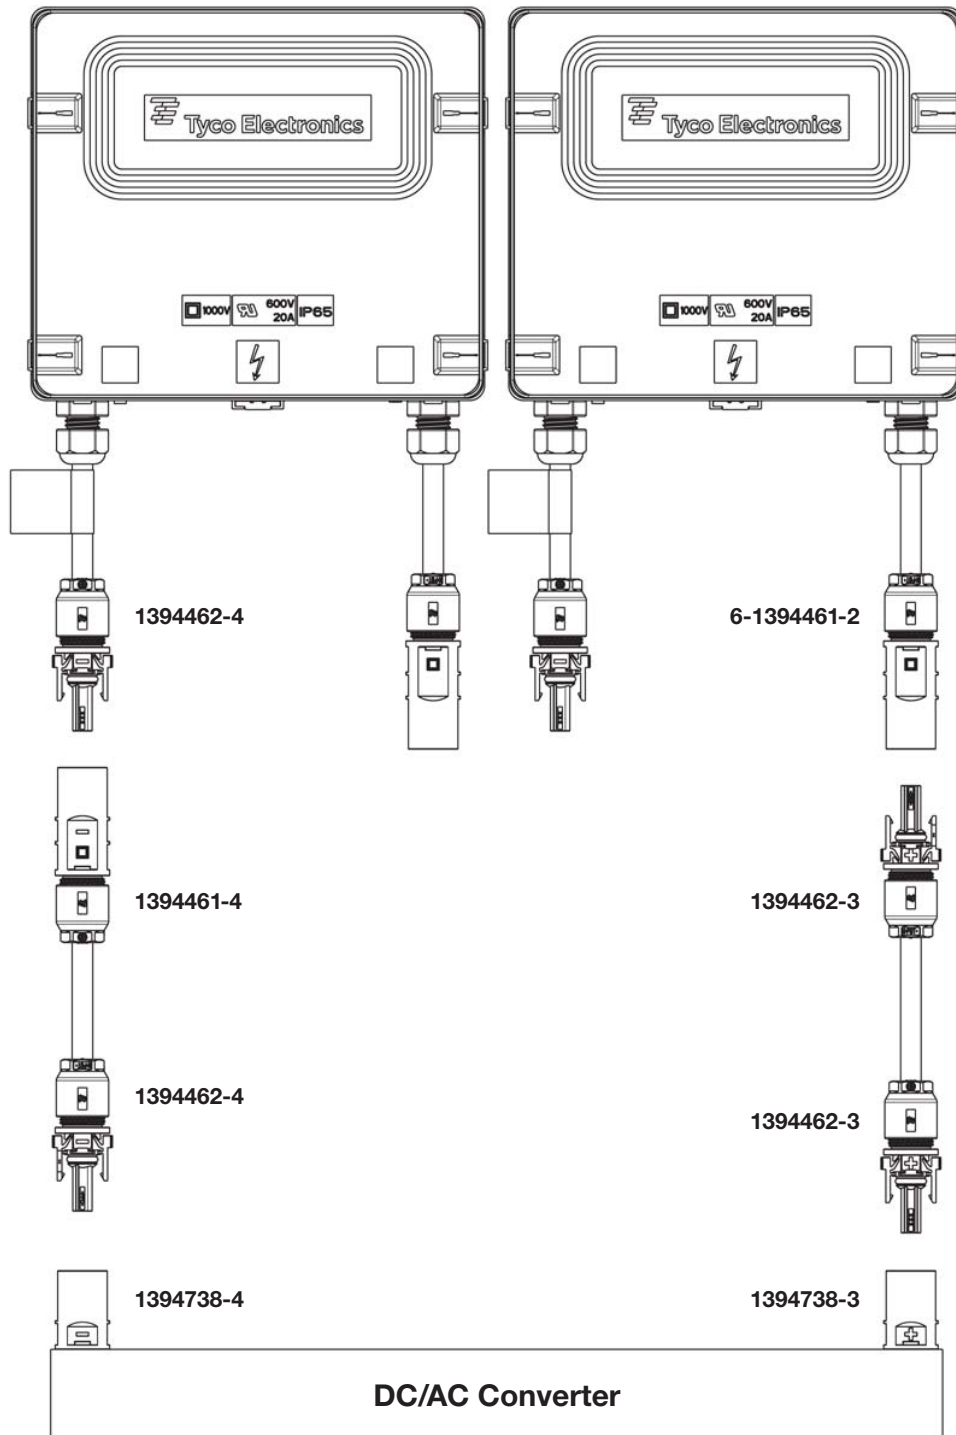 Tyco Electronics
Tyco Electronics
1000V
600V
20A
IP65
1000V
600V
20A
IP65
1394462-4
6-1394461-2
1394461-4
1394462-3
1394462-4
1394462-3
1394738-4
1394738-3
DC/AC Converter